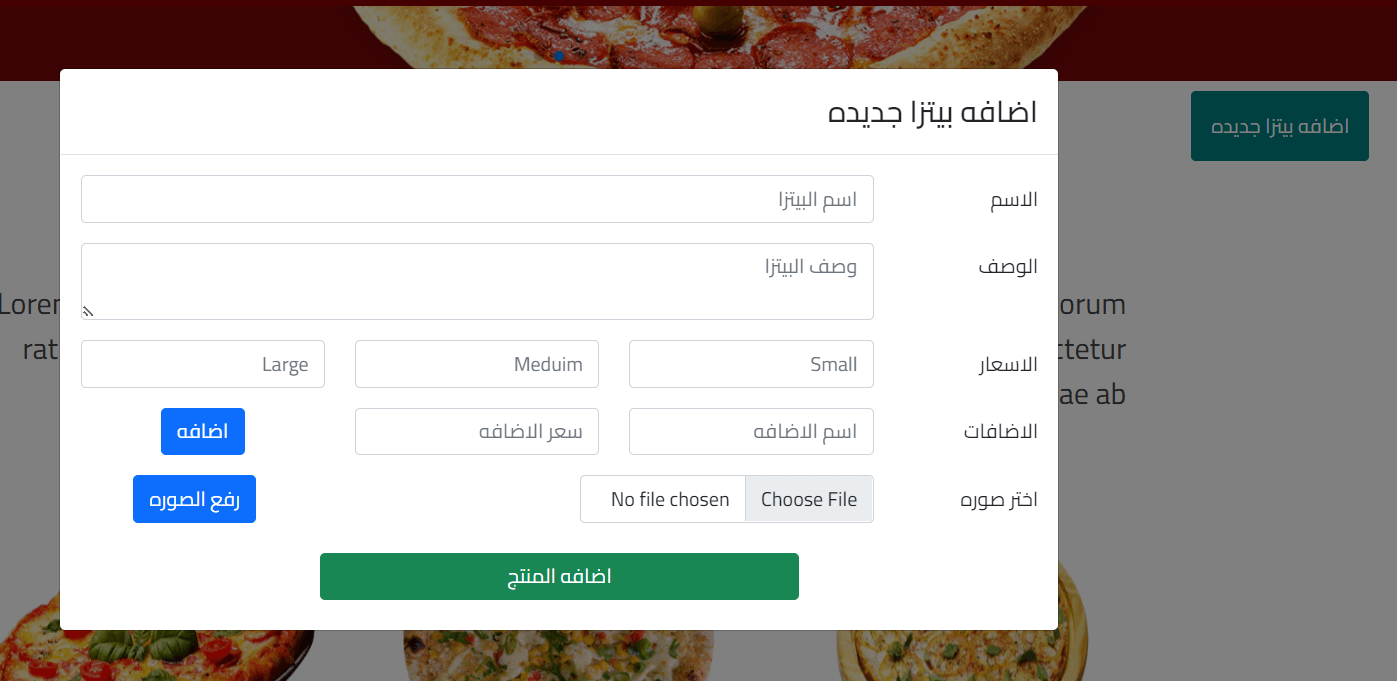 اضافه بيتزا جديده
اضافه بيتزا جديده
الاسم
اسم البيتزا
الوصف
وصف البيتزا
الاسعار
Small
Meduim
Large
الاضافات
اسم الاضافه
سعر الاضافه
اضافه
اختر صوره
Choose File
No file chosen
رفع الصوره
اضافه المنتج
orum
ctetur
ae ab
Lorem
rat